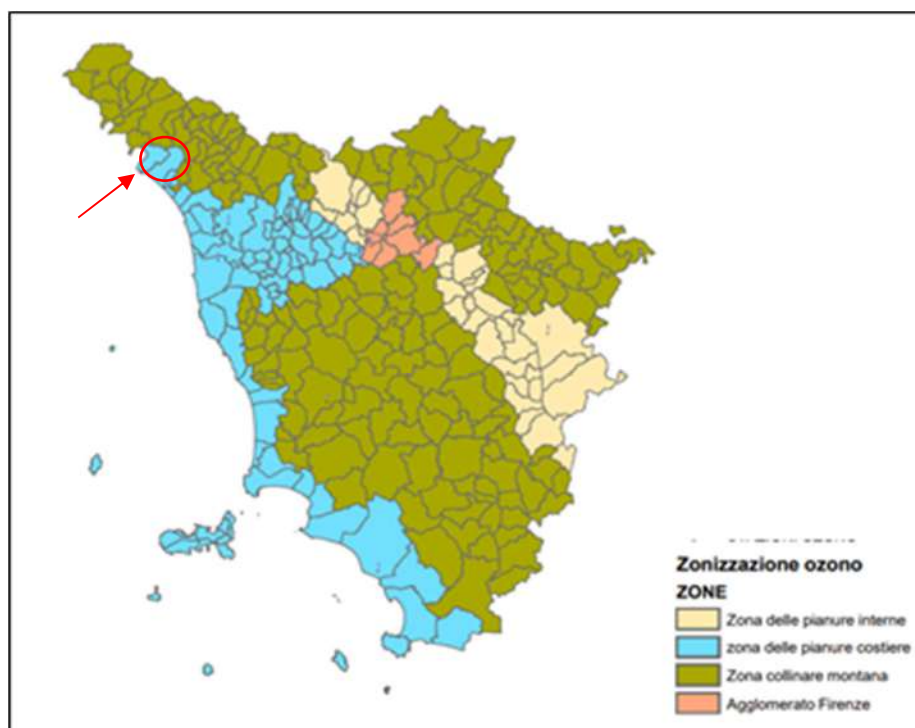 Zonizzazione ozono
ZONE
Zona delle pianure interne
zona delle pianure costiere
Zona collinare montana
Agglomerato Firenze